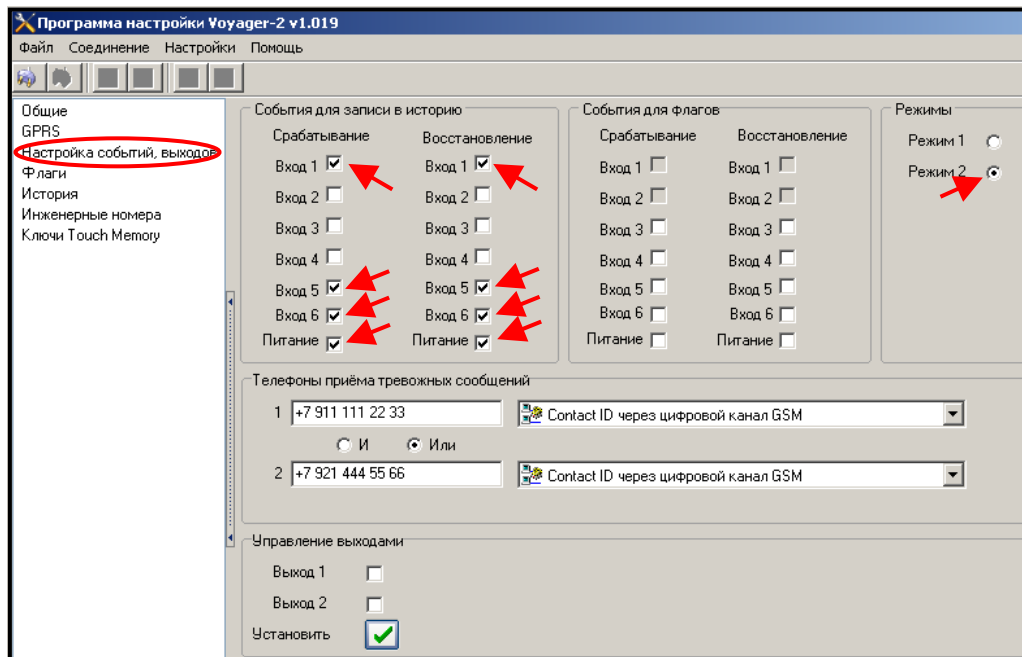 Программа настройки Voyager-2 v1.019
Файл Соединение Настройки Помощь
Общие
GPRS
Настройка событий, выходов
Флаги
История
Инженерные номера
Ключи Touch Memory
События для записи в историю
Срабатывание Восстановление
Вход 1 Вход 1
Вход 2 Вход 2
Вход 3 Вход 3
Вход 4 Вход 4
Вход 5 Вход 5
Вход 6 Вход 6
Питание Питание
События для флагов
Срабатывание Восстановление
Вход 1 Вход 1
Вход 2 Вход 2
Вход 3 Вход 3
Вход 4 Вход 4
Вход 5 Вход 5
Вход 6 Вход 6
Питание Питание
Режимы
Режим 1
Режим 2
Телефоны приёма тревожных сообщений
1 +7 911 111 22 33 Contact ID через цифровой канал GSM
И Или
2 +7 921 444 55 66 Contact ID через цифровой канал GSM
Управление выходами
Выход 1
Выход 2
Установить